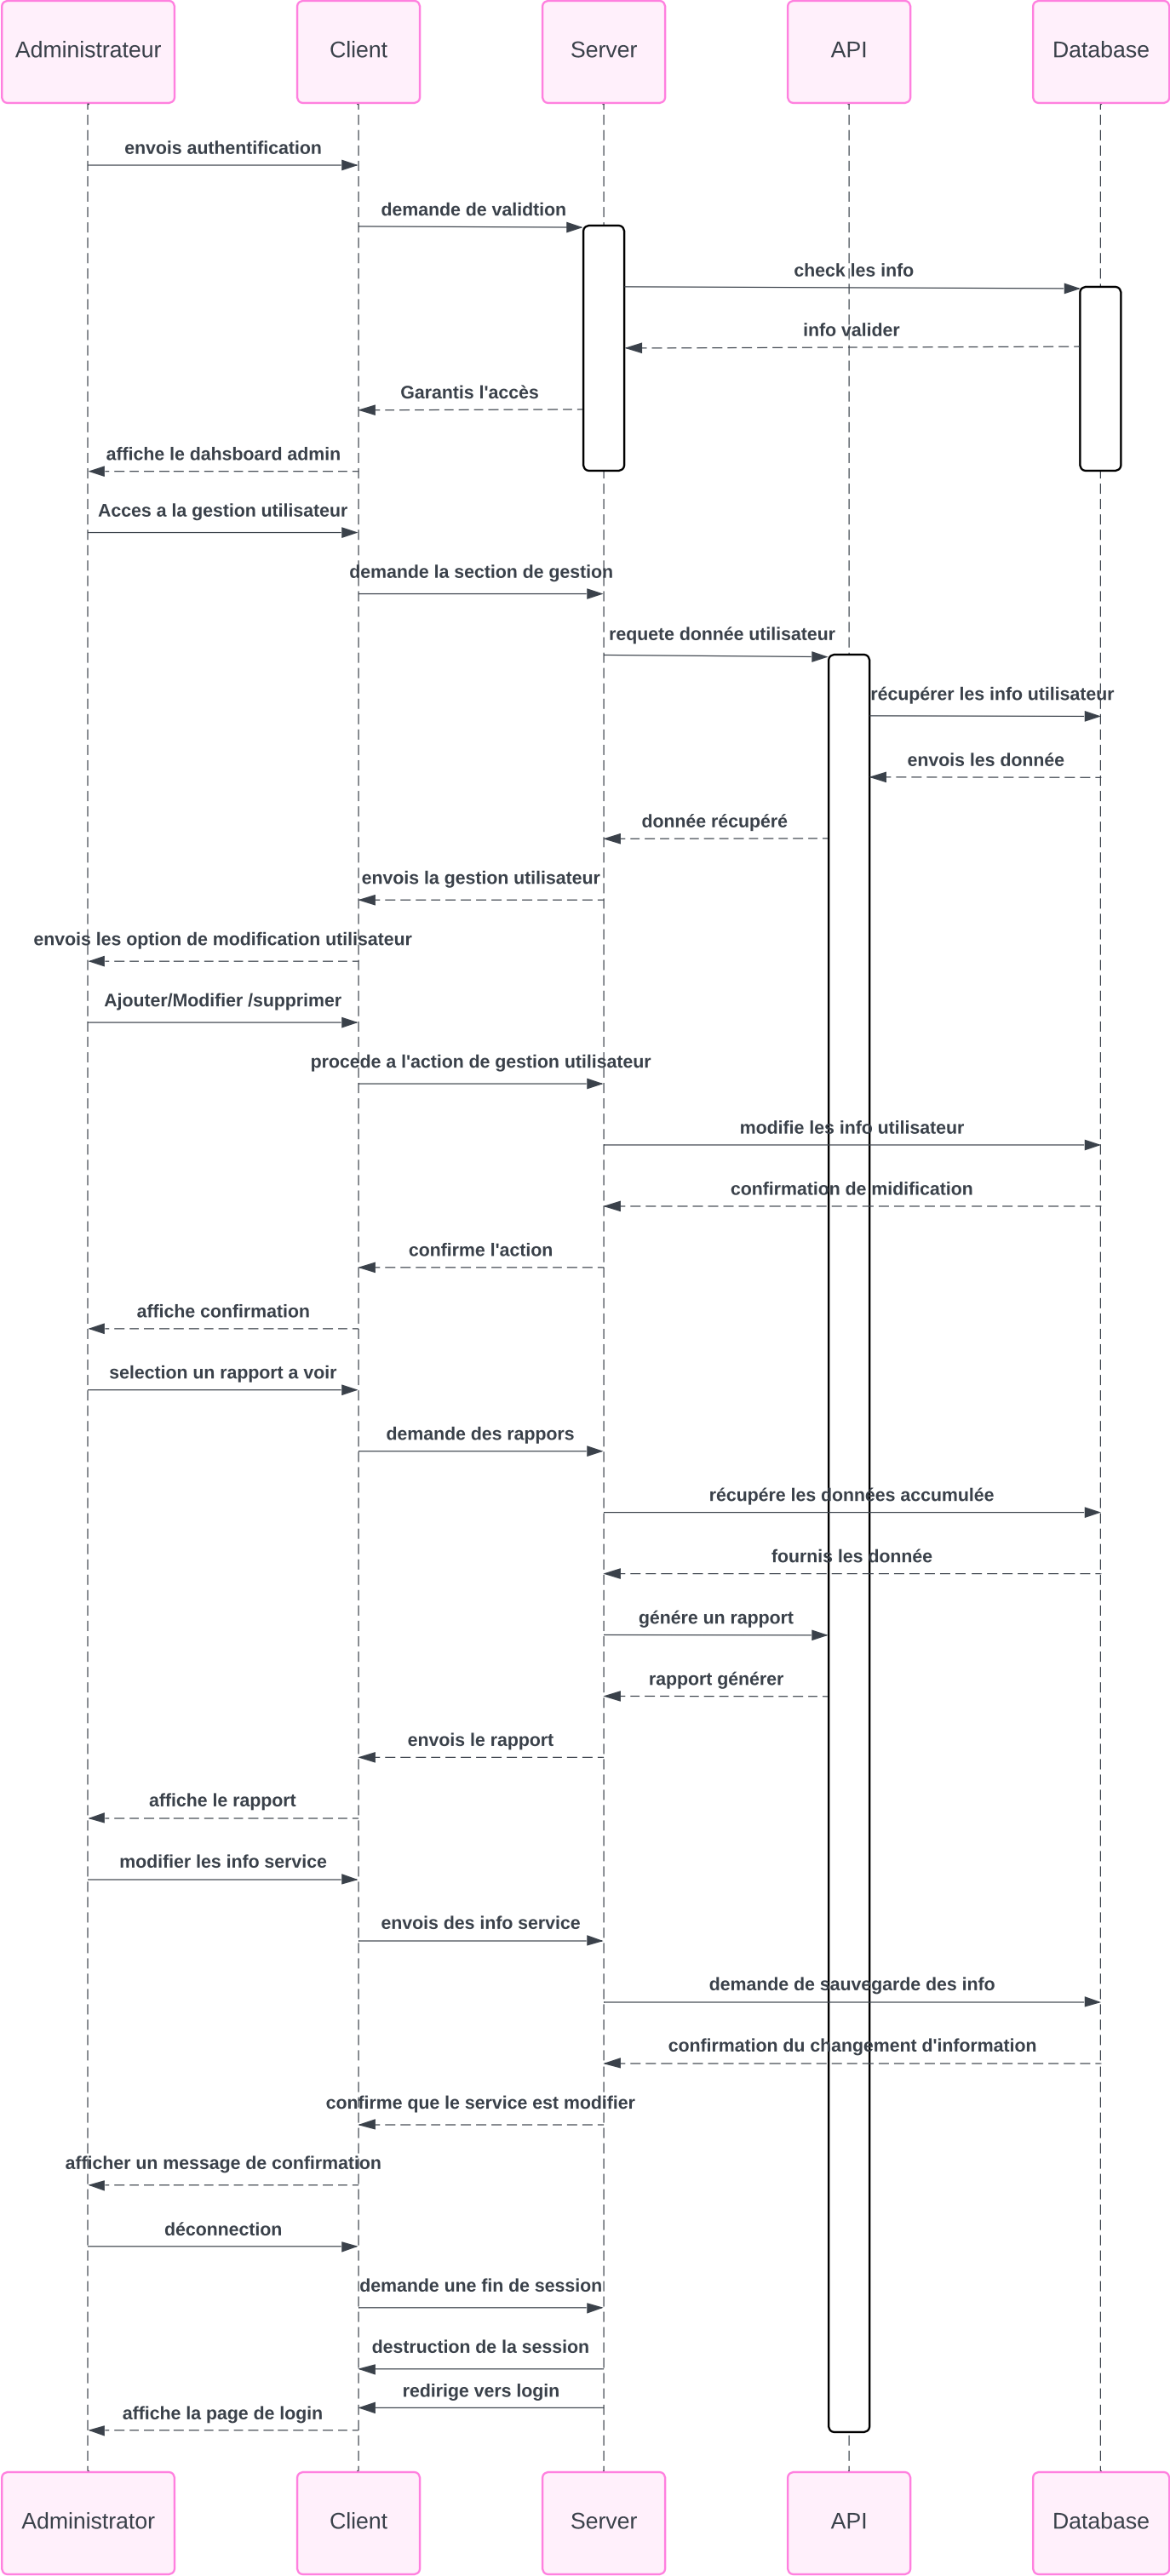 Administrateur
Client
Server
API
Database
envois authentification
demande de validtion
check les info
info valider
Garantis l'accès
affiche le dahsboard admin
Acces a la gestion utilisateur
demande la section de gestion
requete donnée utilisateur
récupérer les info utilisateur
envois les donnée
donnée récupéré
envois la gestion utilisateur
envois les option de modification utilisateur
Ajouter/Modifier /supprimer
procede a l'action de gestion utilisateur
modifie les info utilisateur
confirmation de midification
confirme l'action
affiche confirmation
selection un rapport a voir
demande des rappors
récupére les données accumulée
fournis les donnée
génére un rapport
rapport générer
envois le rapport
affiche le rapport
modifier les info service
envois des info service
demande de sauvegarde des info
confirmation du changement d'information
confirme que le service est modifier
afficher un message de confirmation
déconnection
demande une fin de session
destruction de la session
redirige vers login
affiche la page de login
Administrator
Client
Server
API
Database